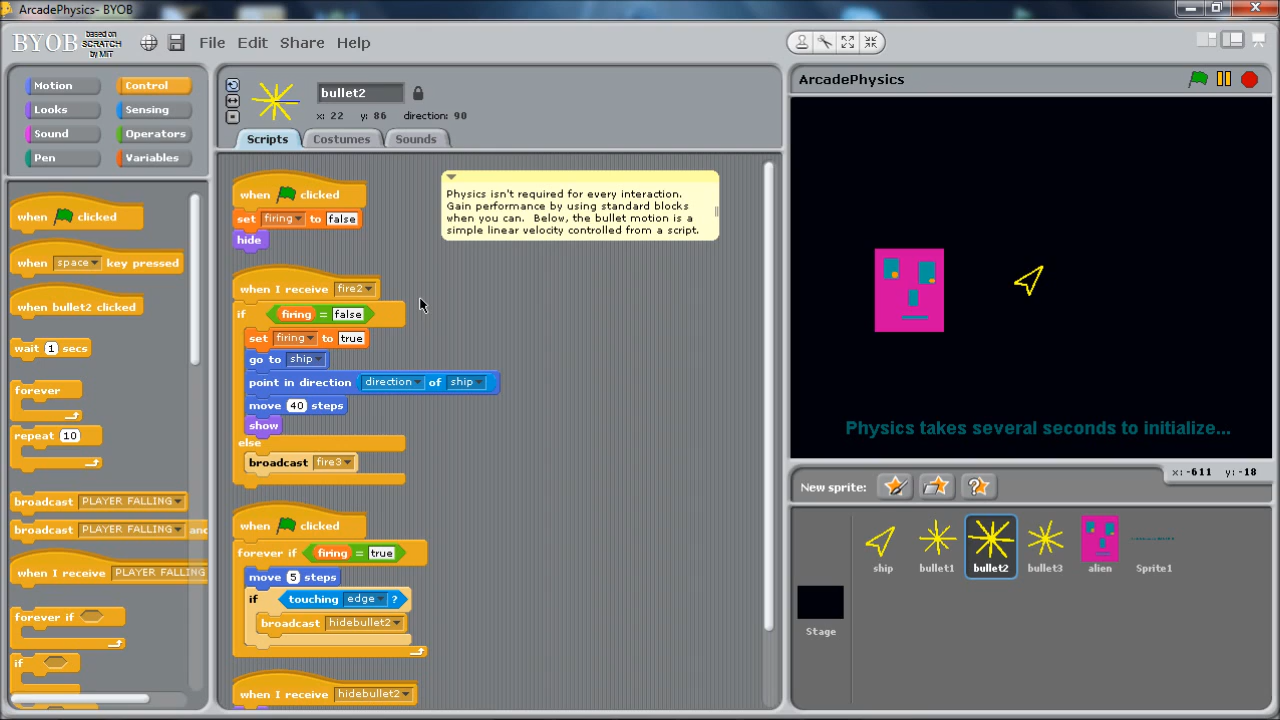 ArcadePhysics- BYOB
BYOB based on SCRATCH by MIT
File Edit Share Help
Motion Control
Looks Sensing
Sound Operators
Pen Variables
when clicked
when space key pressed
when bullet2 clicked
wait 1 secs
forever
repeat 10
broadcast PLAYER FALLING
broadcast PLAYER FALLING and
when I receive PLAYER FALLING
forever if
if
bullet2
x: 22 y: 86 direction: 90
Scripts Costumes Sounds
when clicked
set firing to false
hide
Physics isn't required for every interaction.
Gain performance by using standard blocks
when you can. Below, the bullet motion is a
simple linear velocity controlled from a script.
when I receive fire2
if firing = false
set firing to true
go to ship
point in direction direction of ship
move 40 steps
show
else
broadcast fire3
when clicked
forever if firing = true
move 5 steps
if touching edge ?
broadcast hidebullet2
when I receive hidebullet2
ArcadePhysics
Physics takes several seconds to initialize...
x: -611 y: -18
New sprite:
ship bullet1 bullet2 bullet3 alien Sprite1
Stage